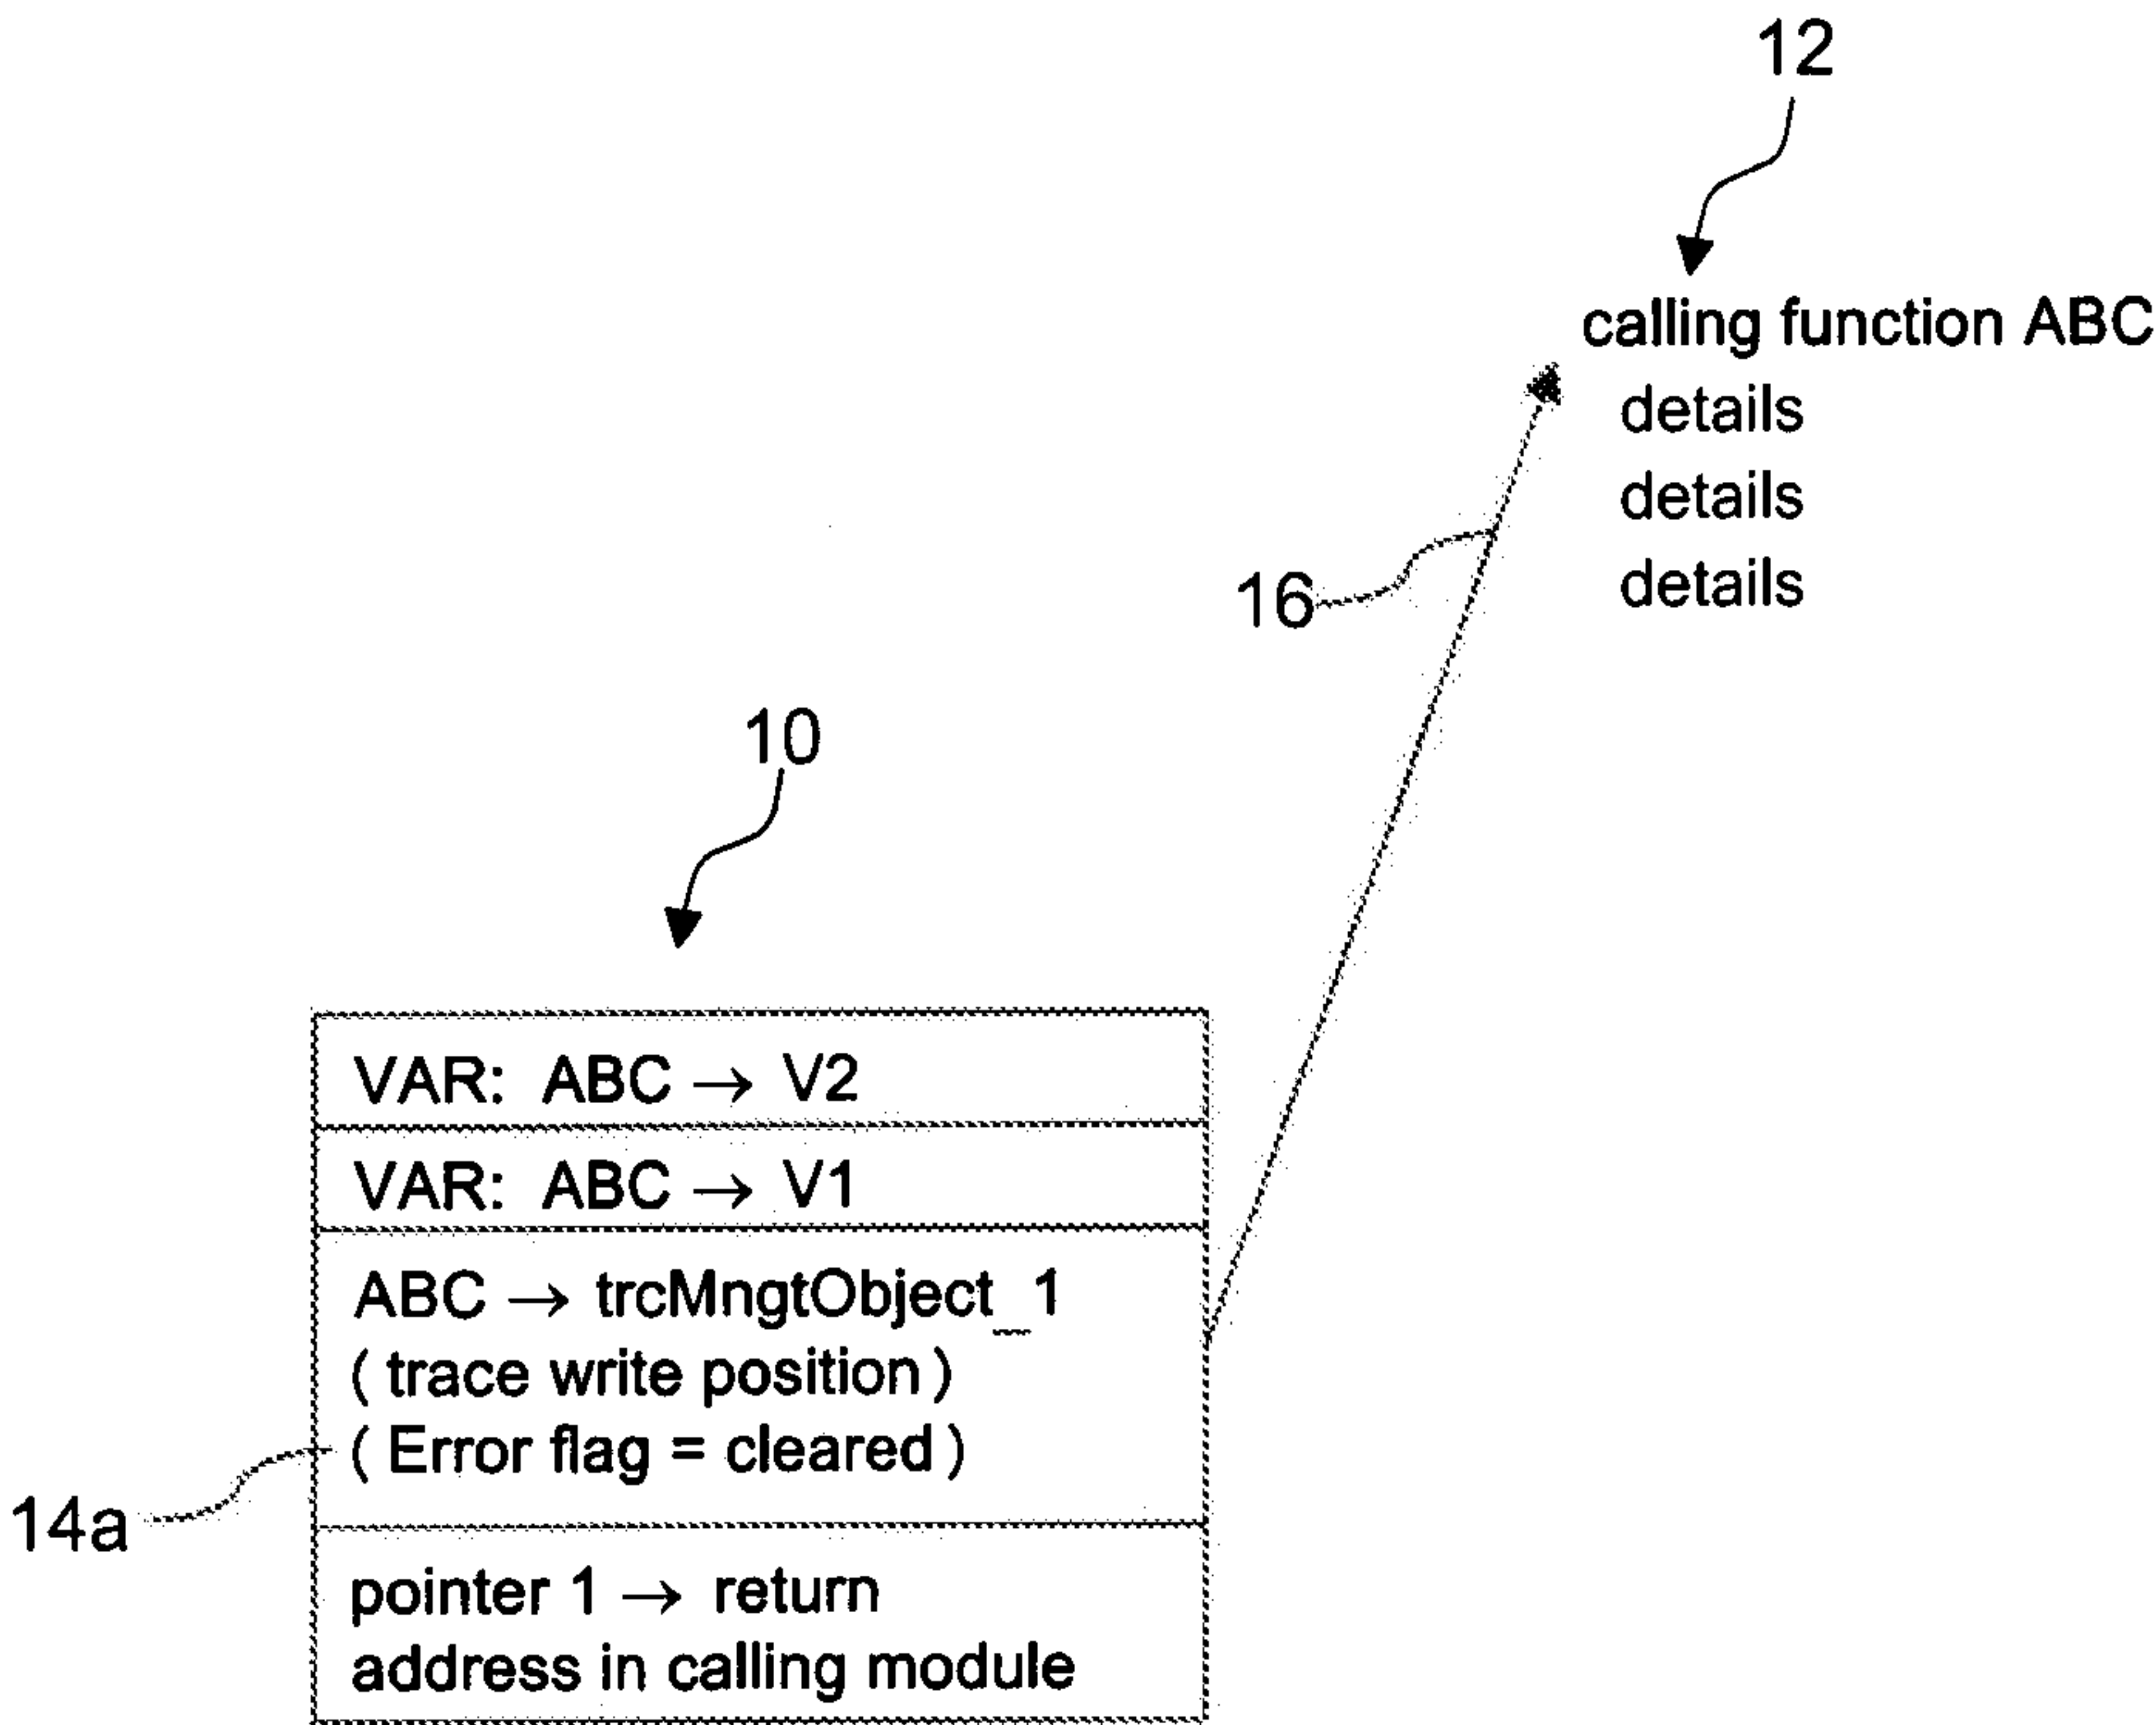 12
calling function ABC
details
details
details
16
10
VAR: ABC → V2
VAR: ABC → V1
ABC → trcMngtObject_1
( trace write position )
( Error flag = cleared )
14a
pointer 1 → return
address in calling module